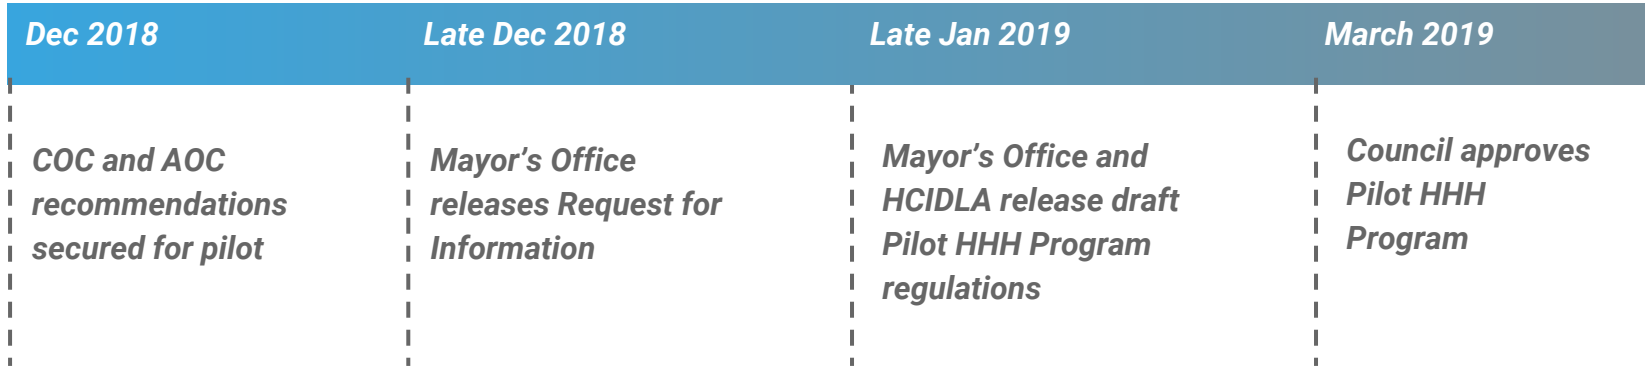 Dec 2018
Late Dec 2018
Late Jan 2019
March 2019
COC and AOC
recommendations
secured for pilot
Mayor’s Office
releases Request for
Information
Mayor’s Office and
HCIDLA release draft
Pilot HHH Program
regulations
Council approves
Pilot HHH
Program